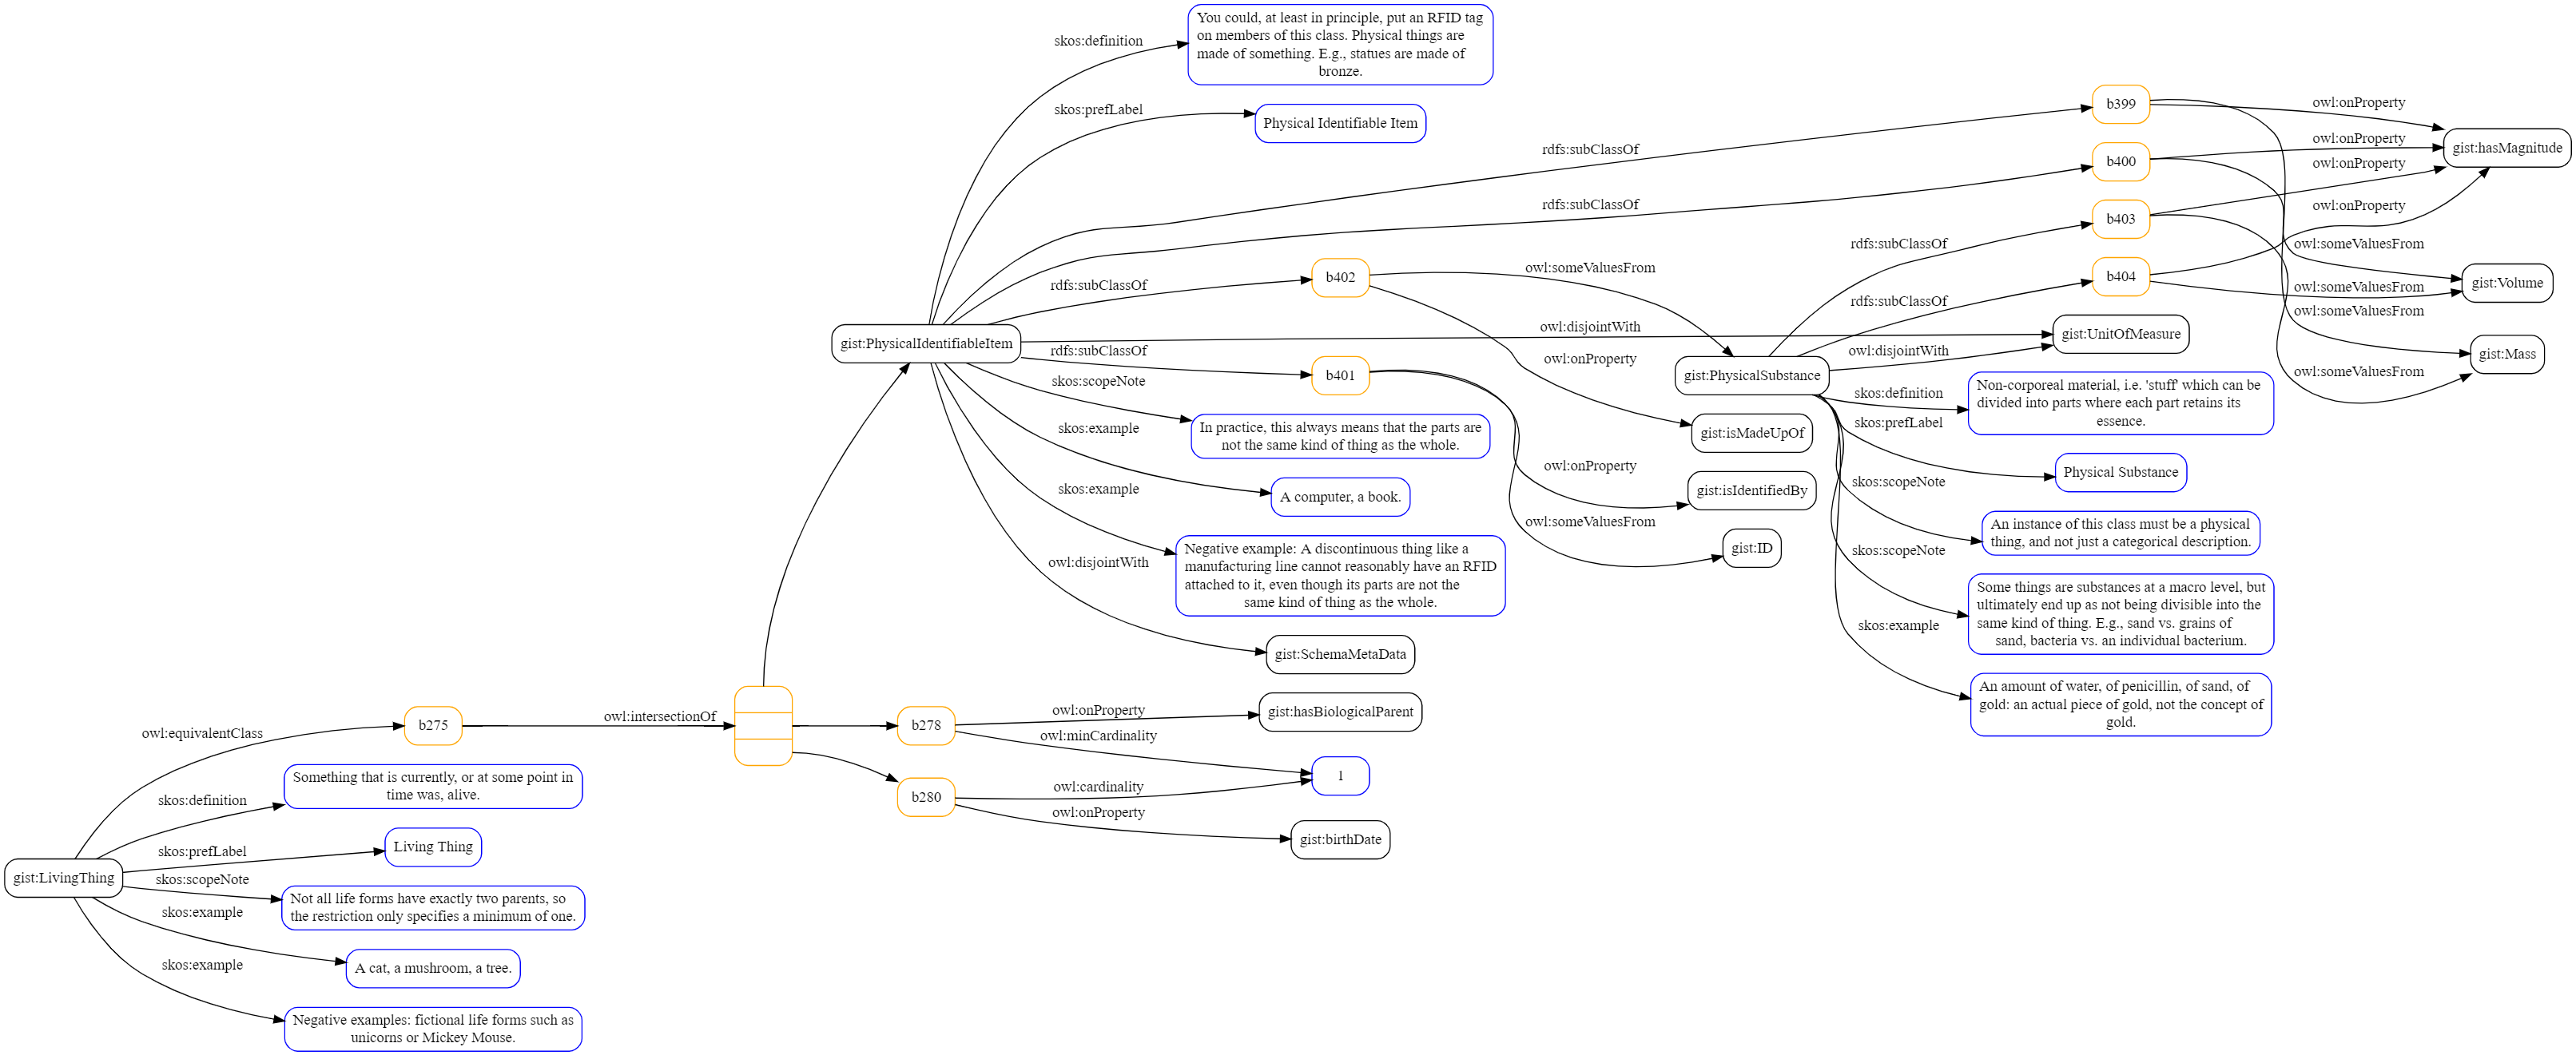 You could, at least in principle, put an RFID tag
on members of this class. Physical things are
made of something. E.g., statues are made of
bronze.
skos:definition
skos:prefLabel
Physical Identifiable Item
b399
owl:onProperty
gist:hasMagnitude
rdfs:subClassOf
b400
owl:onProperty
owl:onProperty
rdfs:subClassOf
b403
owl:onProperty
rdfs:subClassOf
owl:someValuesFrom
b402
owl:someValuesFrom
rdfs:subClassOf
b404
gist:Volume
owl:someValuesFrom
rdfs:subClassOf
owl:someValuesFrom
gist:PhysicalIdentifiableItem
owl:disjointWith
gist:UnitOfMeasure
rdfs:subClassOf
owl:onProperty
owl:disjointWith
gist:Mass
b401
gist:PhysicalSubstance
owl:someValuesFrom
skos:scopeNote
skos:definition
Non-corporeal material, i.e. 'stuff' which can be
divided into parts where each part retains its
essence.
In practice, this always means that the parts are
not the same kind of thing as the whole.
gist:isMadeUpOf
skos:prefLabel
skos:example
owl:onProperty
Physical Substance
skos:example
A computer, a book.
gist:isIdentifiedBy
skos:scopeNote
owl:someValuesFrom
An instance of this class must be a physical
thing, and not just a categorical description.
Negative example: A discontinuous thing like a
manufacturing line cannot reasonably have an RFID
attached to it, even though its parts are not the
same kind of thing as the whole.
gist:ID
skos:scopeNote
owl:disjointWith
Some things are substances at a macro level, but
ultimately end up as not being divisible into the
same kind of thing. E.g., sand vs. grains of
sand, bacteria vs. an individual bacterium.
skos:example
gist:SchemaMetaData
An amount of water, of penicillin, of sand, of
gold: an actual piece of gold, not the concept of
gold.
owl:equivalentClass
b275
owl:intersectionOf
b278
owl:onProperty
gist:hasBiologicalParent
owl:minCardinality
1
b280
owl:cardinality
owl:onProperty
gist:birthDate
Something that is currently, or at some point in
time was, alive.
skos:definition
skos:prefLabel
Living Thing
gist:LivingThing
skos:scopeNote
Not all life forms have exactly two parents, so
the restriction only specifies a minimum of one.
skos:example
A cat, a mushroom, a tree.
skos:example
Negative examples: fictional life forms such as
unicorns or Mickey Mouse.